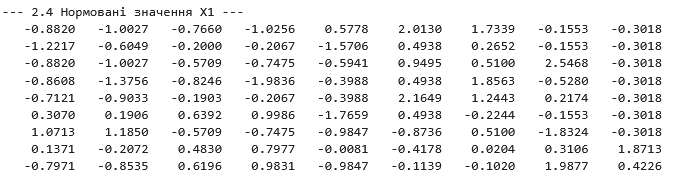 --- 2.4 Нормовані значення X1 ---
-0.8820 -1.0027 -0.7660 -1.0256 0.5778 2.0130 1.7339 -0.1553 -0.3018
-1.2217 -0.6049 -0.2000 -0.2067 -1.5706 0.4938 0.2652 -0.1553 -0.3018
-0.8820 -1.0027 -0.5709 -0.7475 -0.5941 0.9495 0.5100 2.5468 -0.3018
-0.8608 -1.3756 -0.8246 -1.9836 -0.3988 0.4938 1.8563 -0.5280 -0.3018
-0.7121 -0.9033 -0.1903 -0.2067 -0.3988 2.1649 1.2443 0.2174 -0.3018
0.3070 0.1906 0.6392 0.9986 -1.7659 0.4938 -0.2244 -0.1553 -0.3018
1.0713 1.1850 -0.5709 -0.7475 -0.9847 -0.8736 0.5100 -1.8324 -0.3018
0.1371 -0.2072 0.4830 0.7977 -0.0081 -0.4178 0.0204 0.3106 1.8713
-0.7971 -0.8535 0.6196 0.9831 -0.9847 -0.1139 -0.1020 1.9877 0.4226